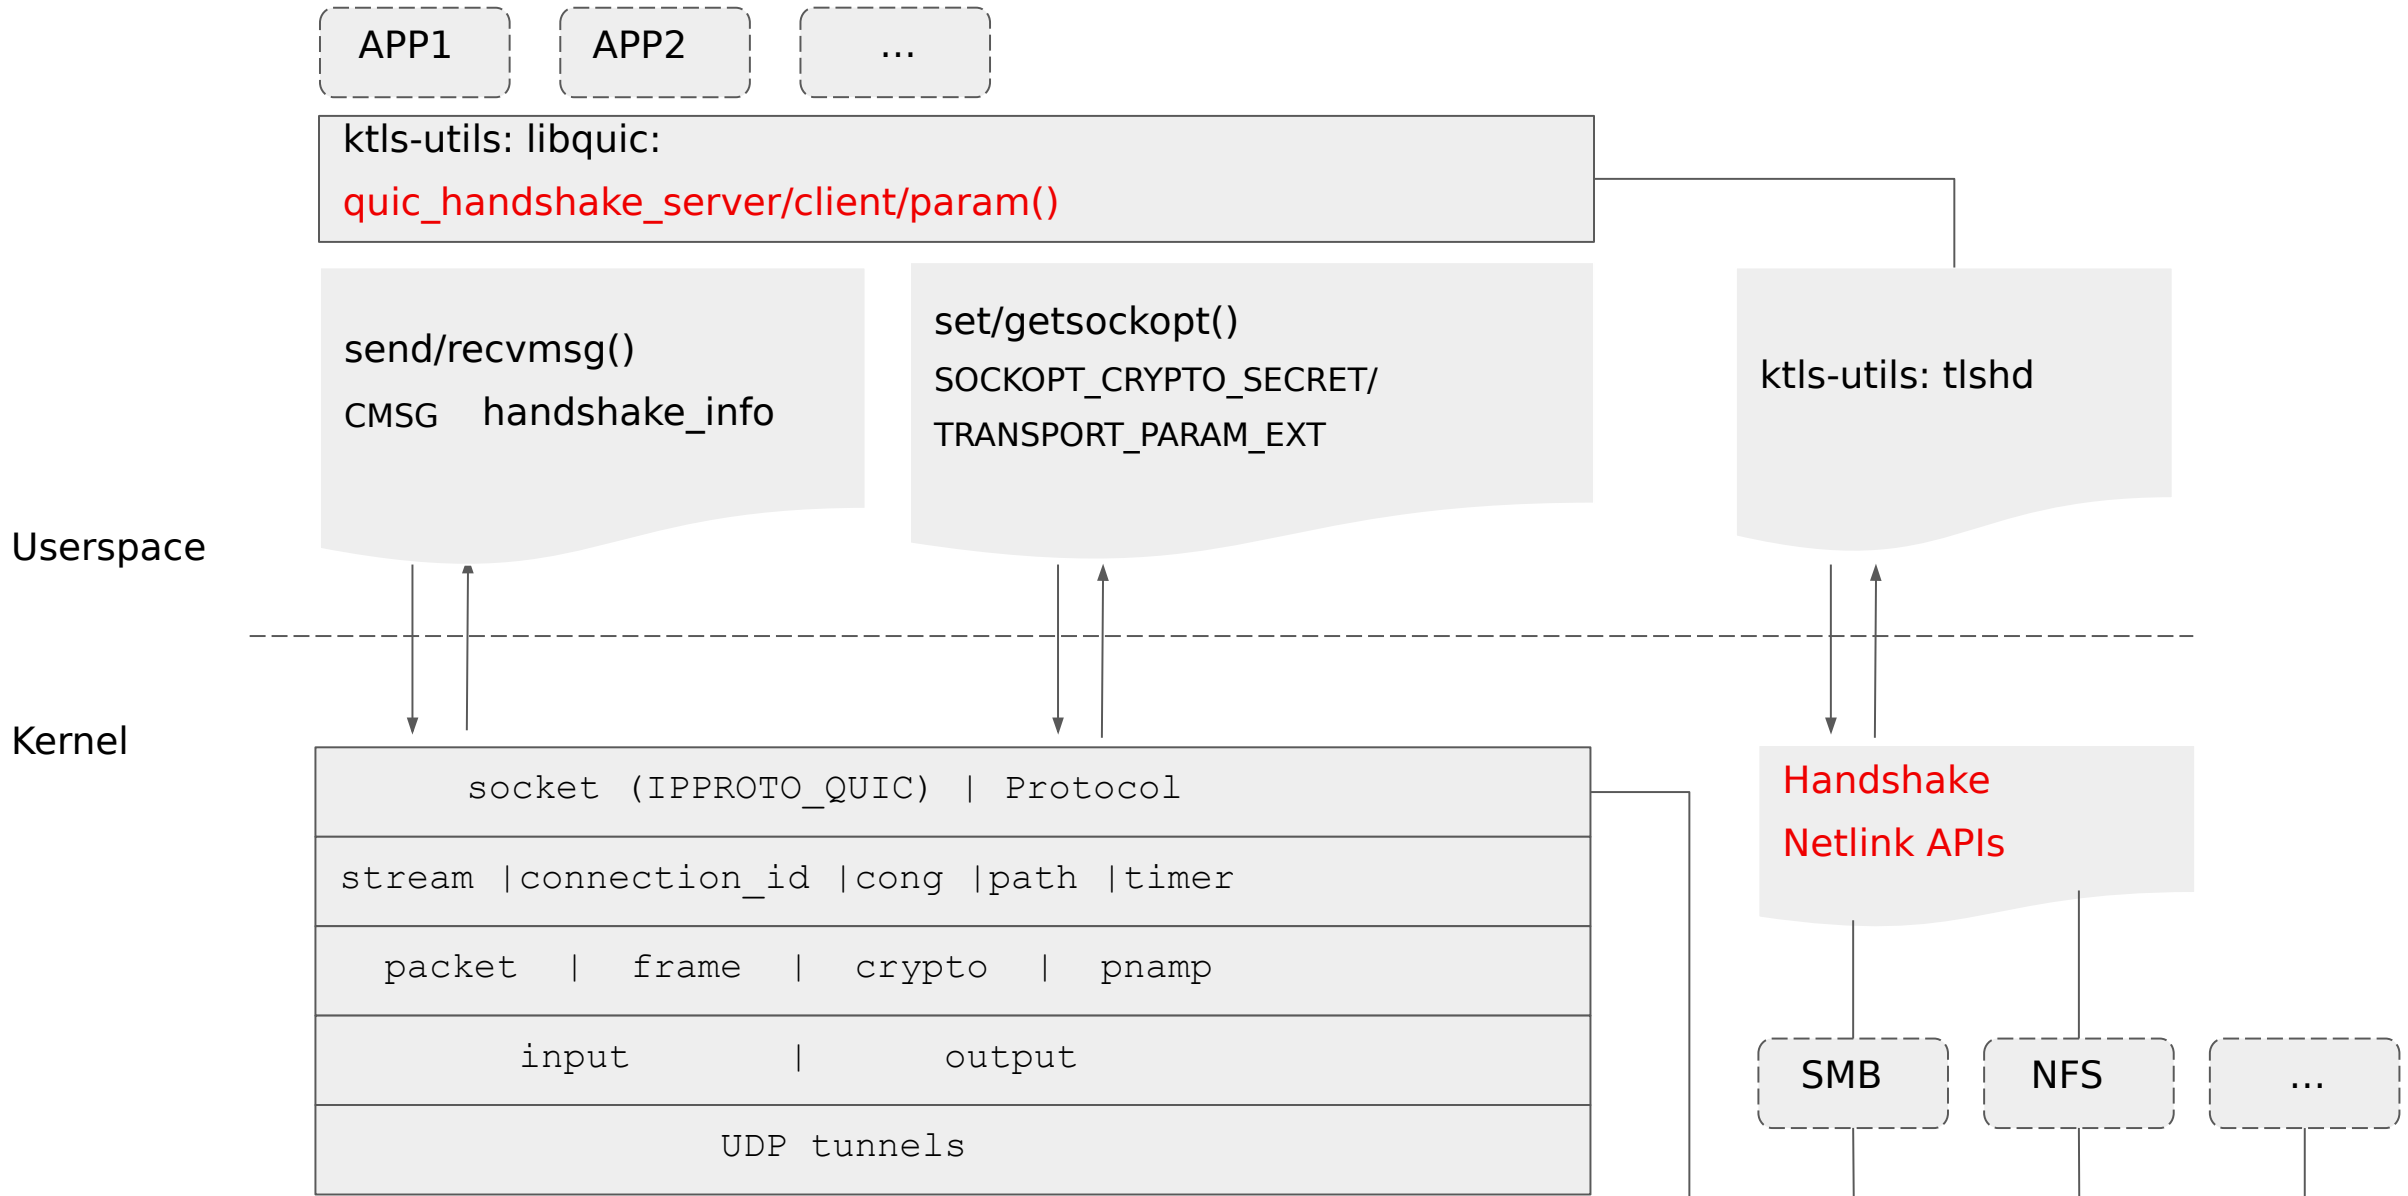 APP1
APP2
...
ktls-utils: libquic:
quic_handshake_server/client/param()
send/recvmsg()
CMSG handshake_info
set/getsockopt()
SOCKOPT_CRYPTO_SECRET/
TRANSPORT_PARAM_EXT
ktls-utils: tlshd
Userspace
Kernel
socket (IPPROTO_QUIC) | Protocol
stream |connection_id |cong |path |timer
packet | frame | crypto | pnamp
input | output
UDP tunnels
Handshake
Netlink APIs
SMB
NFS
...